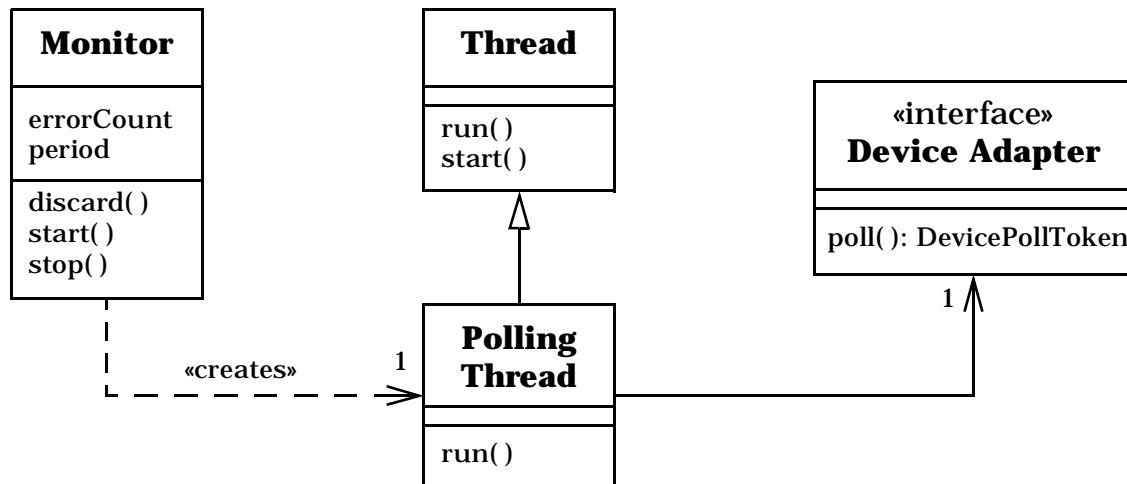 Monitor
errorCount
period
discard( )
start( )
stop( )
Thread
run( )
start( )
«interface»
Device Adapter
poll( ): DevicePollToken
1
«creates»
1
Polling
Thread
run( )